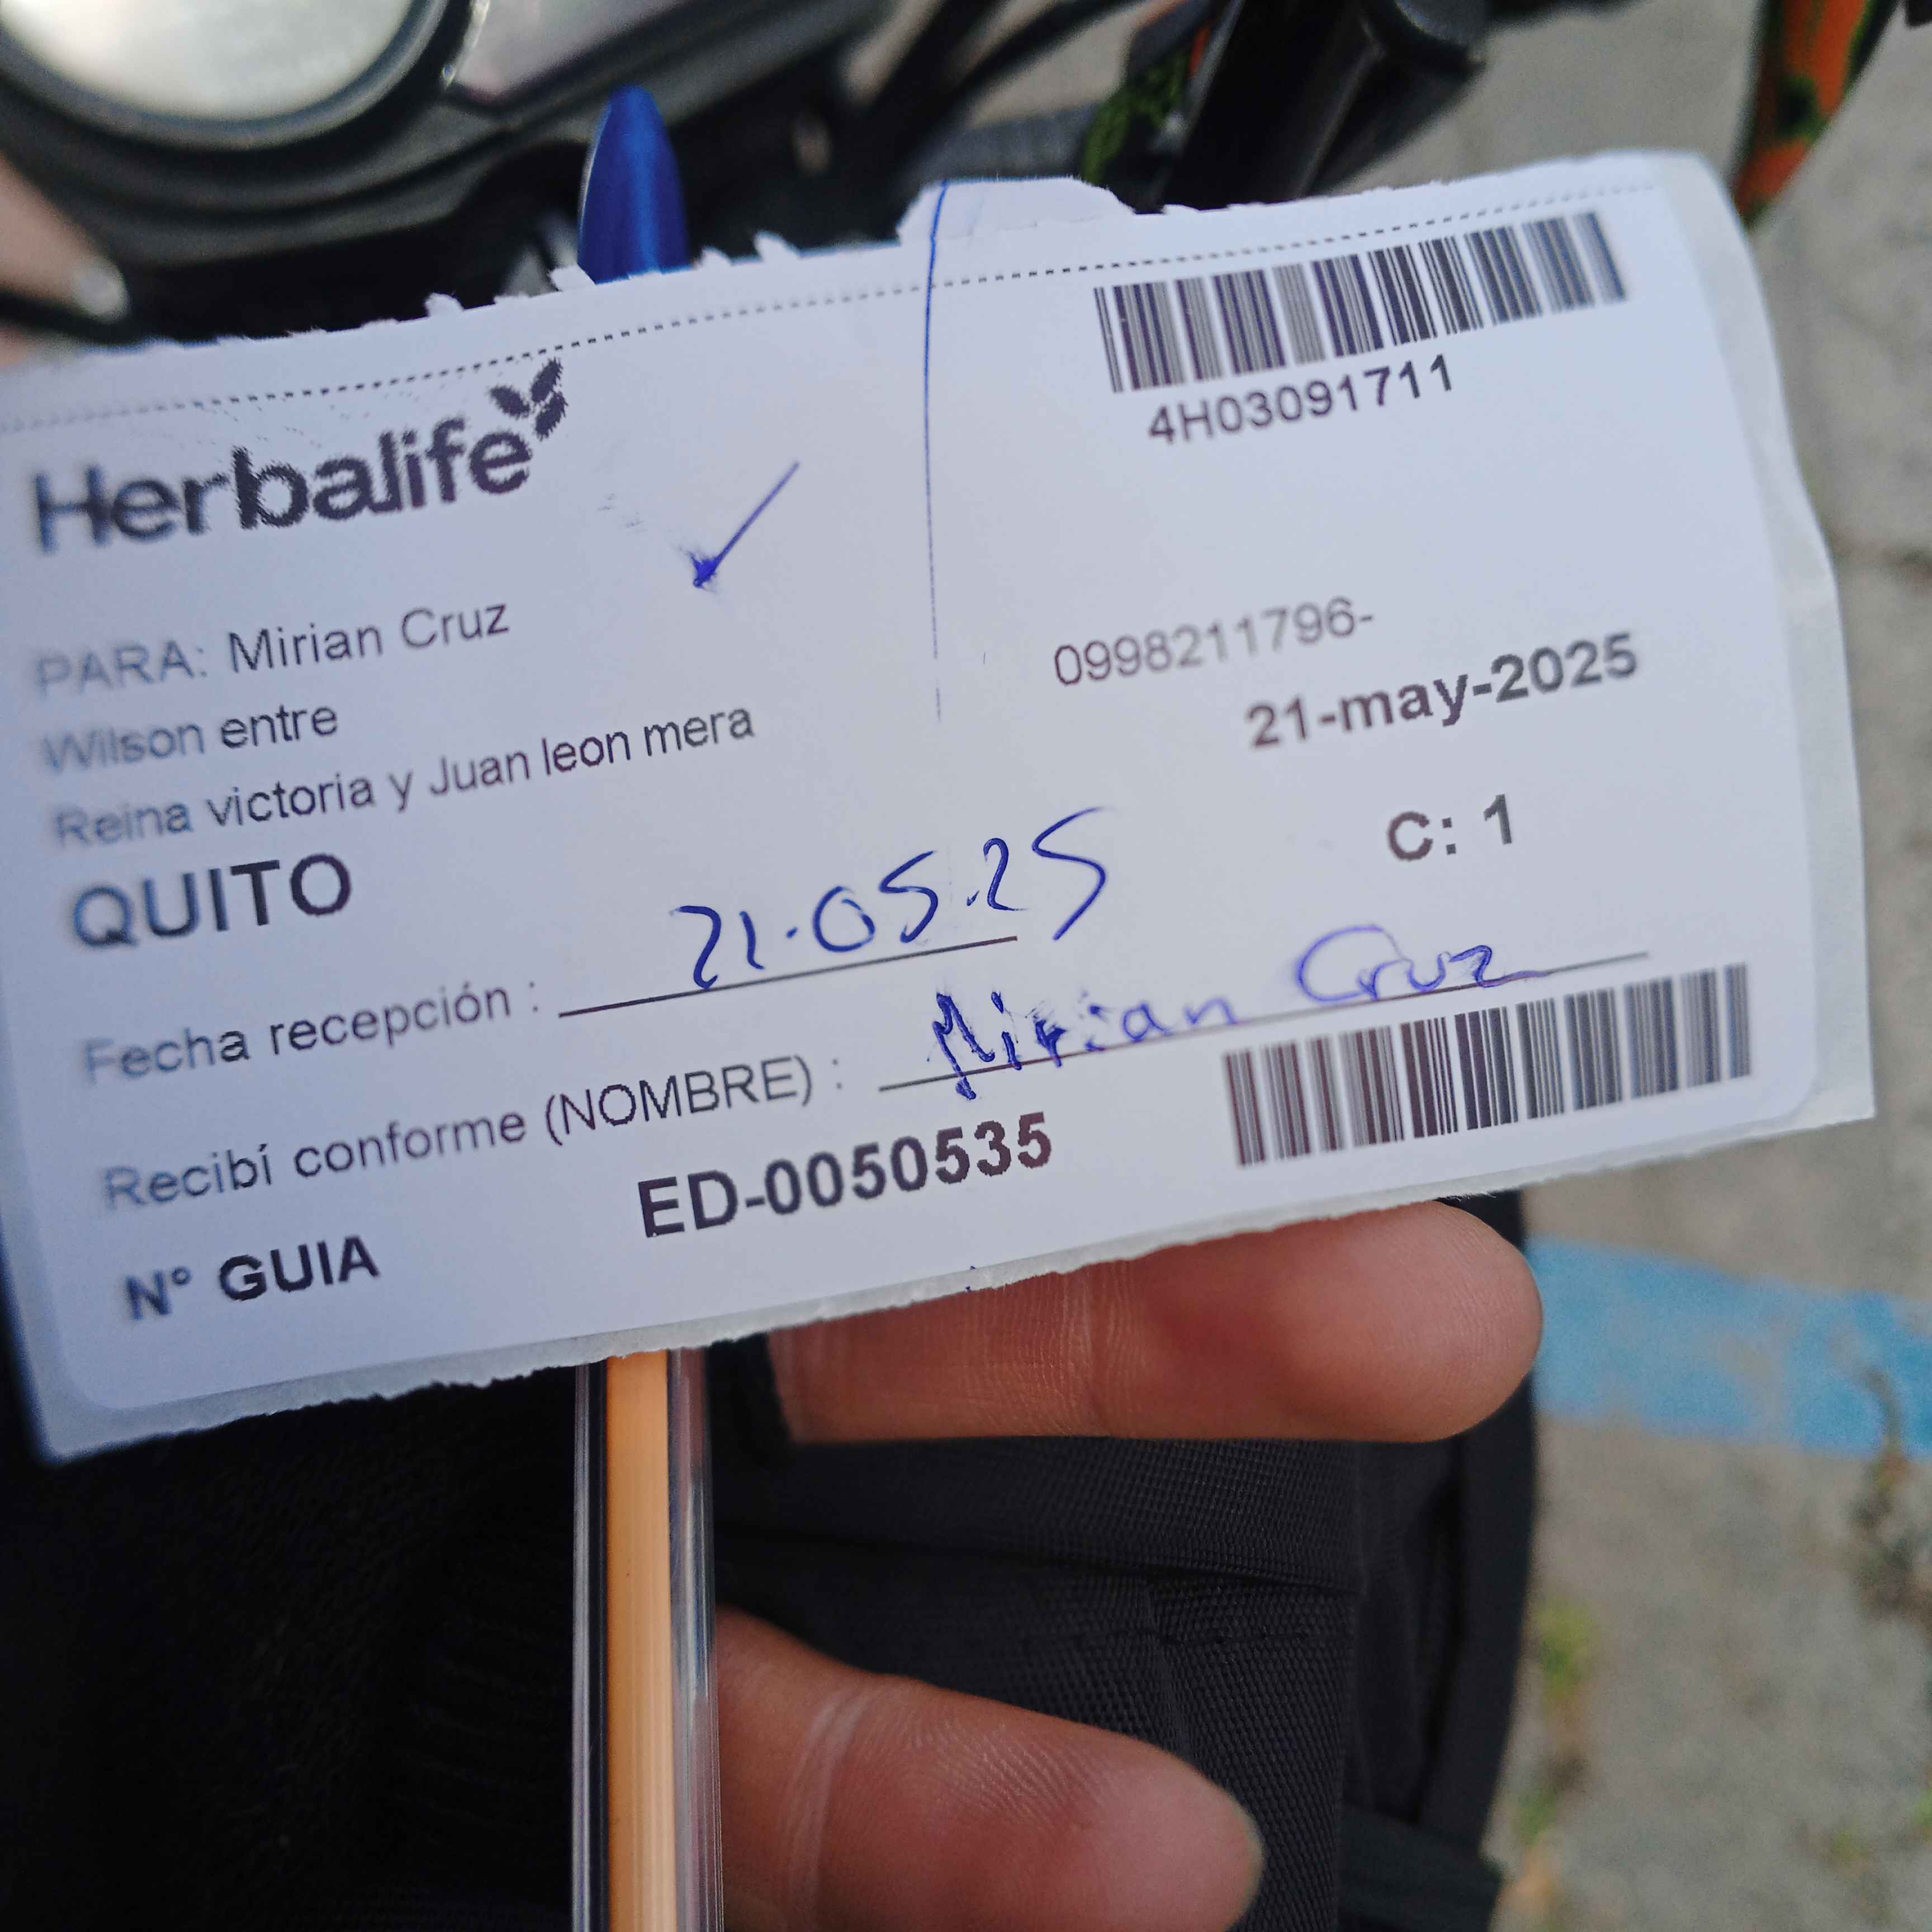 Herbalife
4H03091711
PARA: Mirian Cruz
0998211796-
Wilson entre
21-may-2025
Reina victoria y Juan leon mera
C: 1
QUITO
Fecha recepción : 21.05.25
Recibí conforme (NOMBRE) : Mirian Cruz
N° GUIA ED-0050535